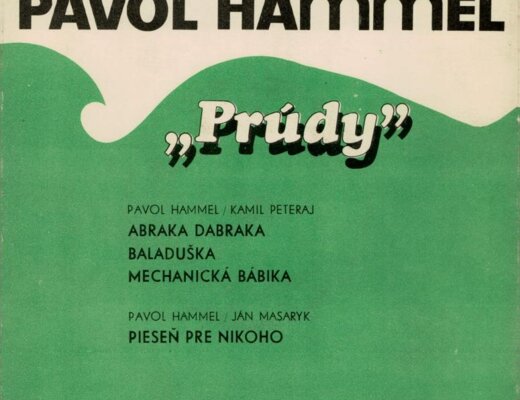 PAVOL HAMMEL
„Prúdy”
PAVOL HAMMEL / KAMIL PETERAJ
ABRAKA DABRAKA
BALADUŠKA
MECHANICKÁ BÁBIKA
PAVOL HAMMEL / JÁN MASARYK
PIESEŇ PRE NIKOHO